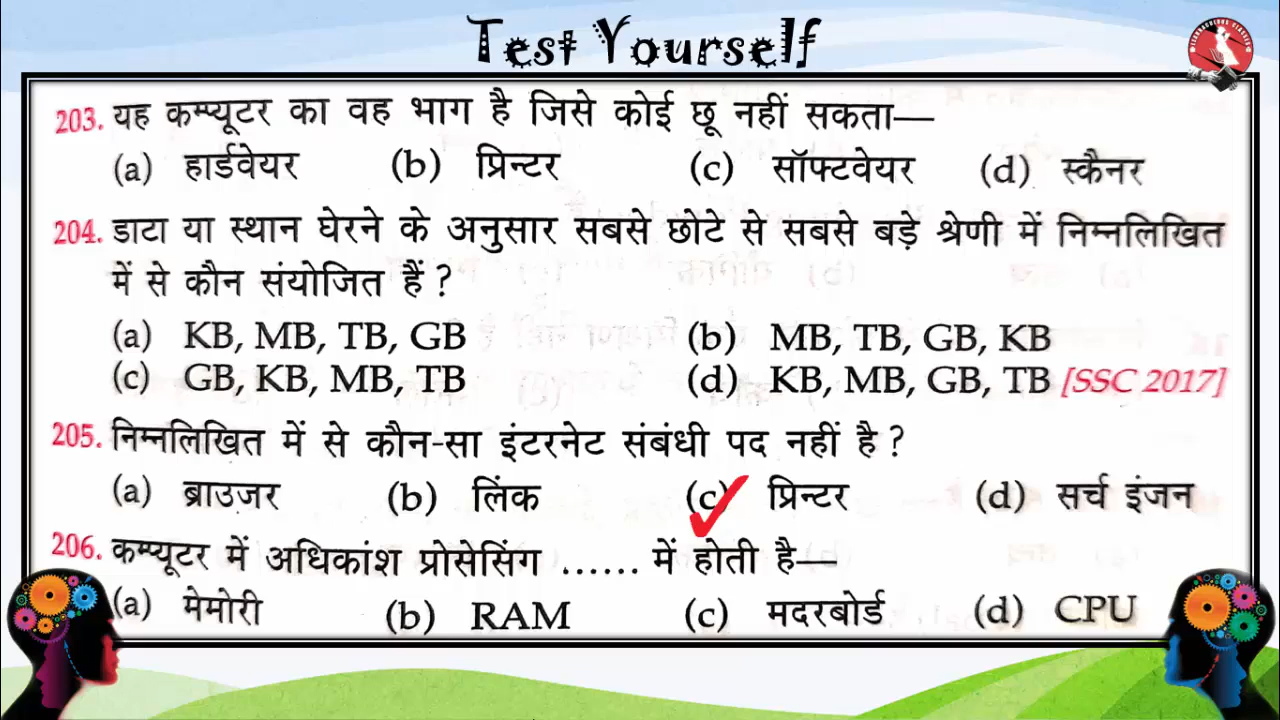 Test Yourself
203. यह कम्प्यूटर का वह भाग है जिसे कोई छू नहीं सकता—
(a) हार्डवेयर (b) प्रिन्टर (c) सॉफ्टवेयर (d) स्कैनर
204. डाटा या स्थान घेरने के अनुसार सबसे छोटे से सबसे बड़े श्रेणी में निम्नलिखित
में से कौन संयोजित हैं ?
(a) KB, MB, TB, GB (b) MB, TB, GB, KB
(c) GB, KB, MB, TB (d) KB, MB, GB, TB [SSC 2017]
205. निम्नलिखित में से कौन-सा इंटरनेट संबंधी पद नहीं है ?
(a) ब्राउजर (b) लिंक (c) प्रिन्टर (d) सर्च इंजन
206. कम्प्यूटर में अधिकांश प्रोसेसिंग ...... में होती है—
(a) मेमोरी (b) RAM (c) मदरबोर्ड (d) CPU